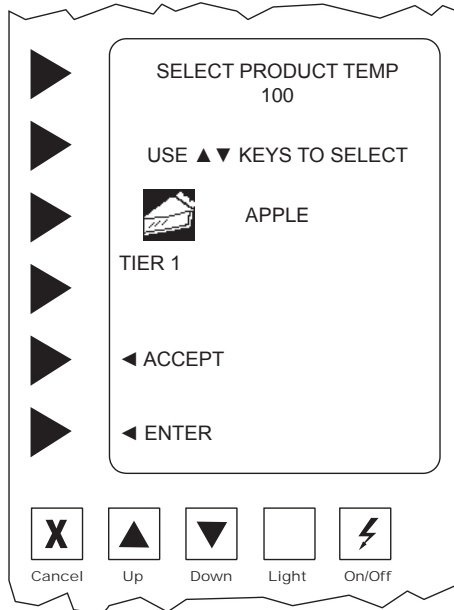 SELECT PRODUCT TEMP
100
USE ▲▼ KEYS TO SELECT
APPLE
TIER 1
◄ ACCEPT
◄ ENTER
X
Cancel Up Down Light On/Off